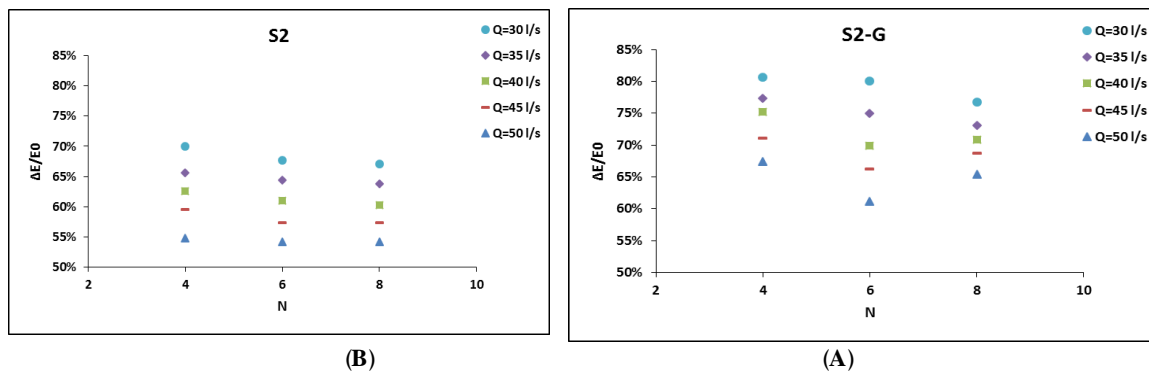 S2
Q=30 l/s
Q=35 l/s
Q=40 l/s
Q=45 l/s
Q=50 l/s
85%
80%
75%
70%
65%
60%
55%
50%
ΔE/E0
2 4 6 8 10
N
(B)
S2-G
Q=30 l/s
Q=35 l/s
Q=40 l/s
Q=45 l/s
Q=50 l/s
85%
80%
75%
70%
65%
60%
55%
50%
ΔE/E0
2 4 6 8 10
N
(A)